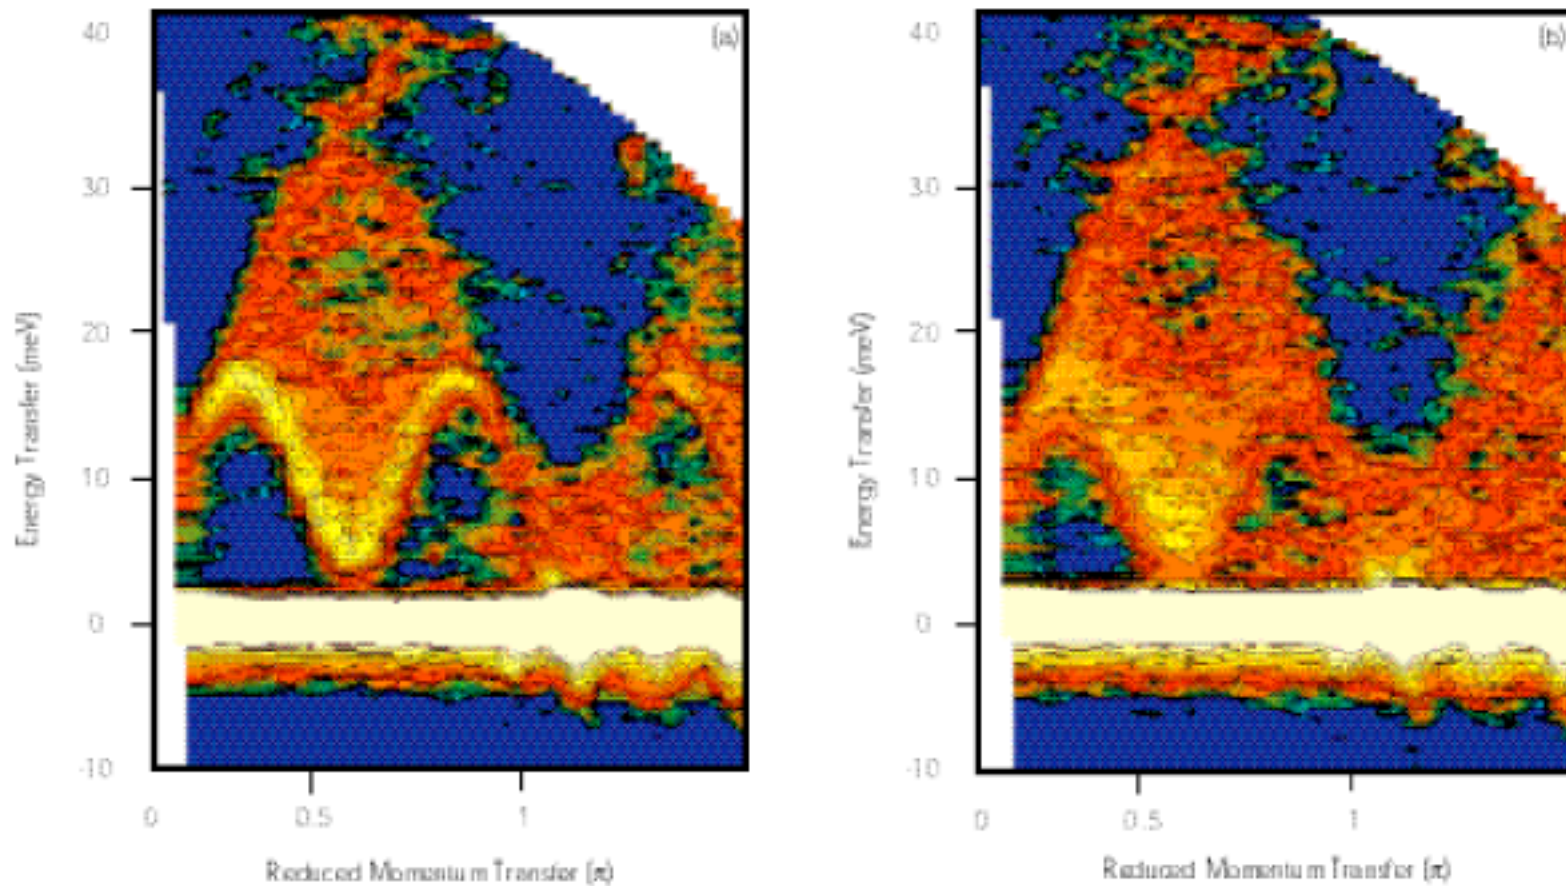 (a)
40
30
20
10
0
-10
Energy Transfer (meV)
0 0.5 1
Reduced Momentum Transfer (π)
(b)
40
30
20
10
0
-10
Energy Transfer (meV)
0 0.5 1
Reduced Momentum Transfer (π)